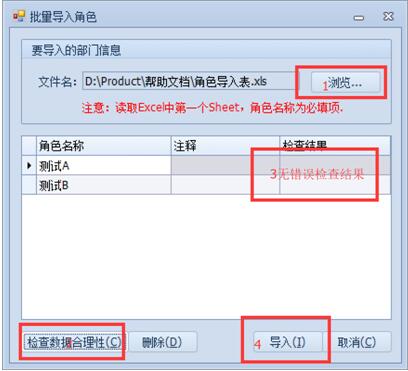 批量导入角色
要导入的部门信息
文件名: D:\Product\帮助文档\角色导入表.xls 1浏览...
注意：读取Excel中第一个Sheet，角色名称为必填项.
角色名称 注释 检查结果
测试A
测试B
3无错误检查结果
检查数据合理性(C) 删除(D) 4 导入(I) 取消(C)